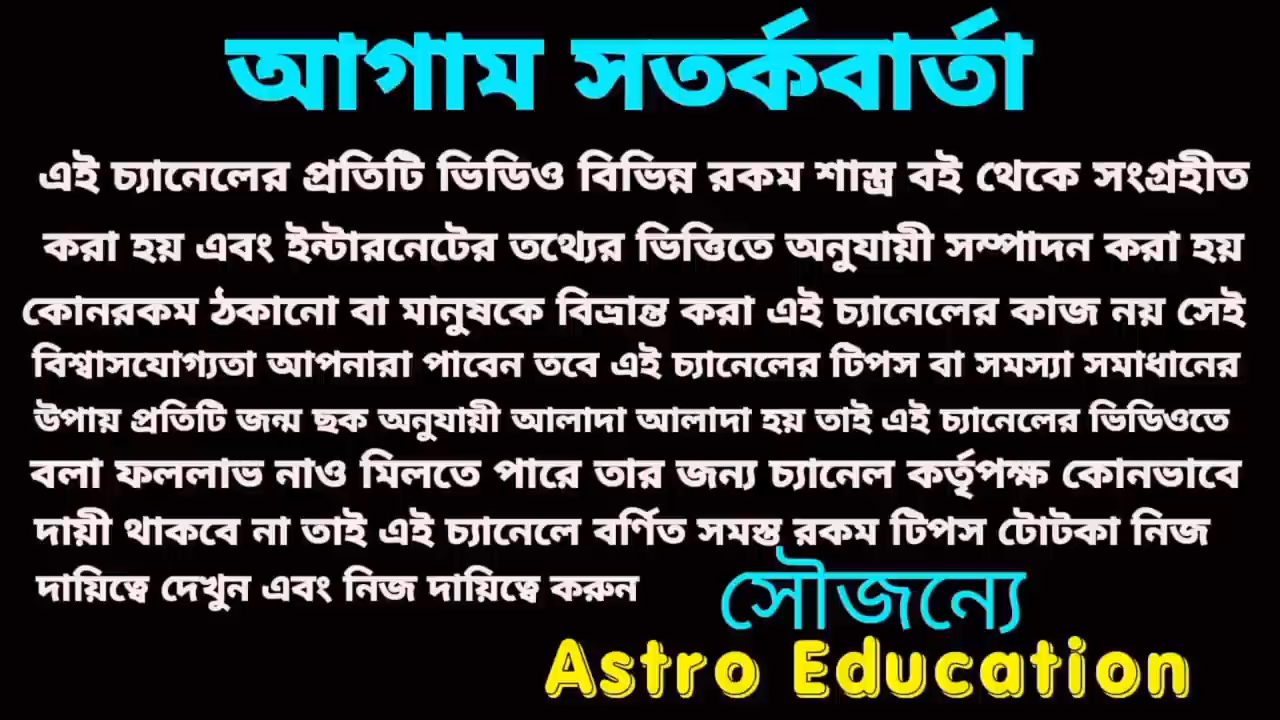 আগাম সতর্কবার্তা
এই চ্যানেলের প্রতিটি ভিডিও বিভিন্ন রকম শাস্ত্র বই থেকে সংগ্রহীত
করা হয় এবং ইন্টারনেটের তথ্যের ভিত্তিতে অনুযায়ী সম্পাদন করা হয়
কোনরকম ঠকানো বা মানুষকে বিভ্রান্ত করা এই চ্যানেলের কাজ নয় সেই
বিশ্বাসযোগ্যতা আপনারা পাবেন তবে এই চ্যানেলের টিপস বা সমস্যা সমাধানের
উপায় প্রতিটি জন্ম ছক অনুযায়ী আলাদা আলাদা হয় তাই এই চ্যানেলের ভিডিওতে
বলা ফললাভ নাও মিলতে পারে তার জন্য চ্যানেল কর্তৃপক্ষ কোনভাবে
দায়ী থাকবে না তাই এই চ্যানেলে বর্ণিত সমস্ত রকম টিপস টোটকা নিজ
দায়িত্বে দেখুন এবং নিজ দায়িত্বে করুন
সৌজন্যে
Astro Education